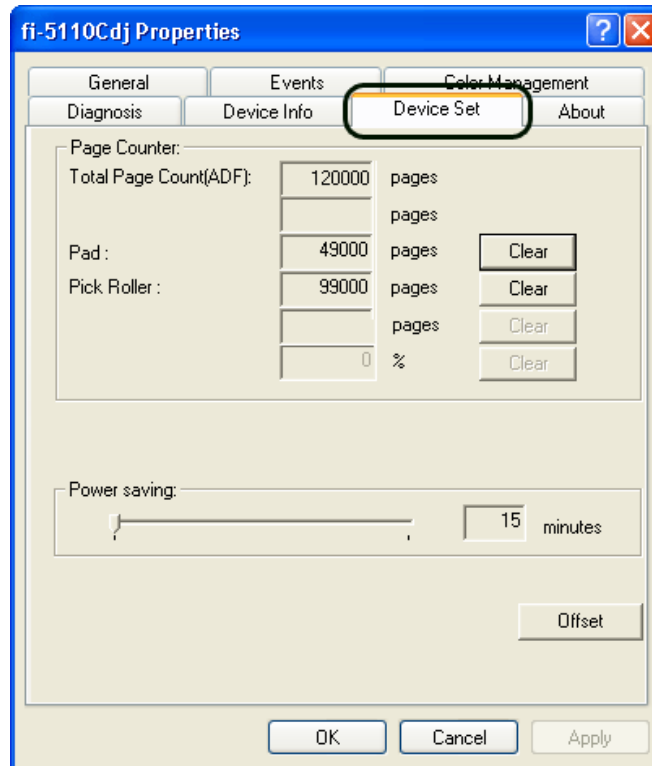 fi-5110Cdj Properties
General Events Color Management
Diagnosis Device Info Device Set About
Page Counter:
Total Page Count(ADF): 120000 pages
pages
Pad : 49000 pages Clear
Pick Roller : 99000 pages Clear
pages Clear
0 % Clear
Power saving:
15 minutes
Offset
OK Cancel Apply